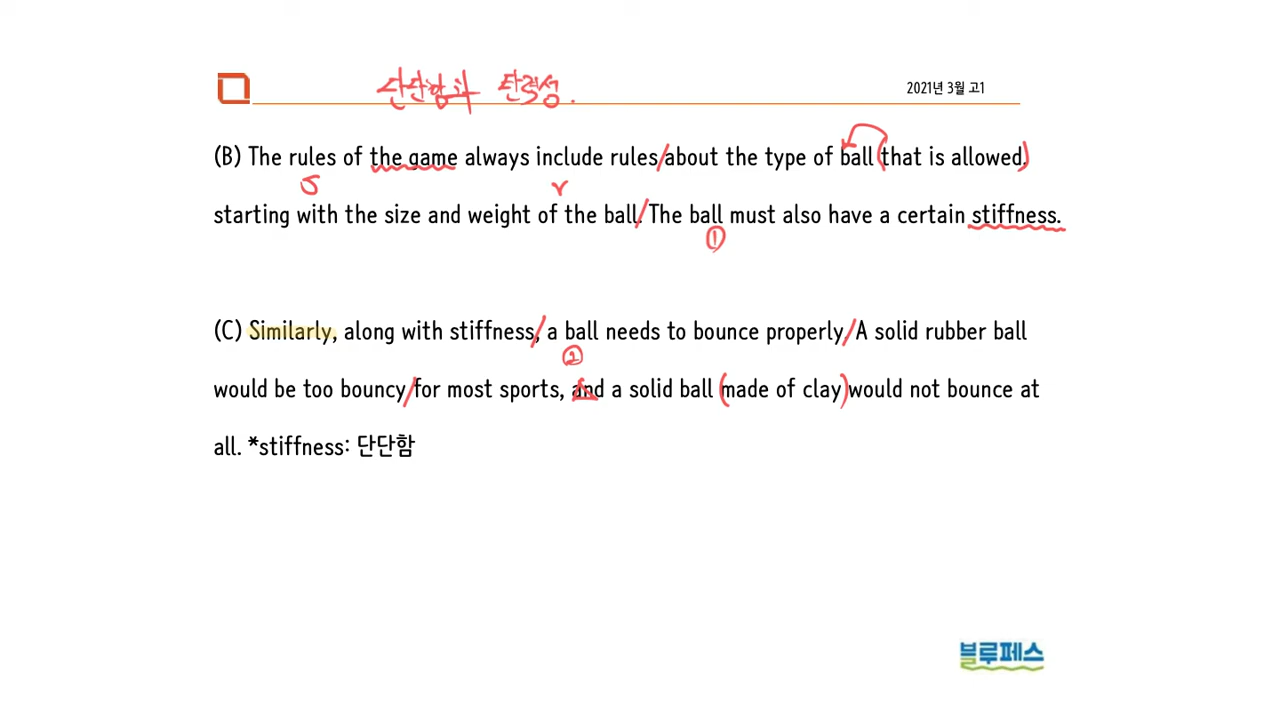 단단함과 탄력성.
2021년 3월 고1
(B) The rules of the game always include rules/about the type of ball (that is allowed,)
S
V
starting with the size and weight of the ball./The ball must also have a certain stiffness.
①
(C) Similarly, along with stiffness,/a ball needs to bounce properly./A solid rubber ball
②
would be too bouncy/for most sports, and a solid ball (made of clay) would not bounce at
all. *stiffness: 단단함
블루페스